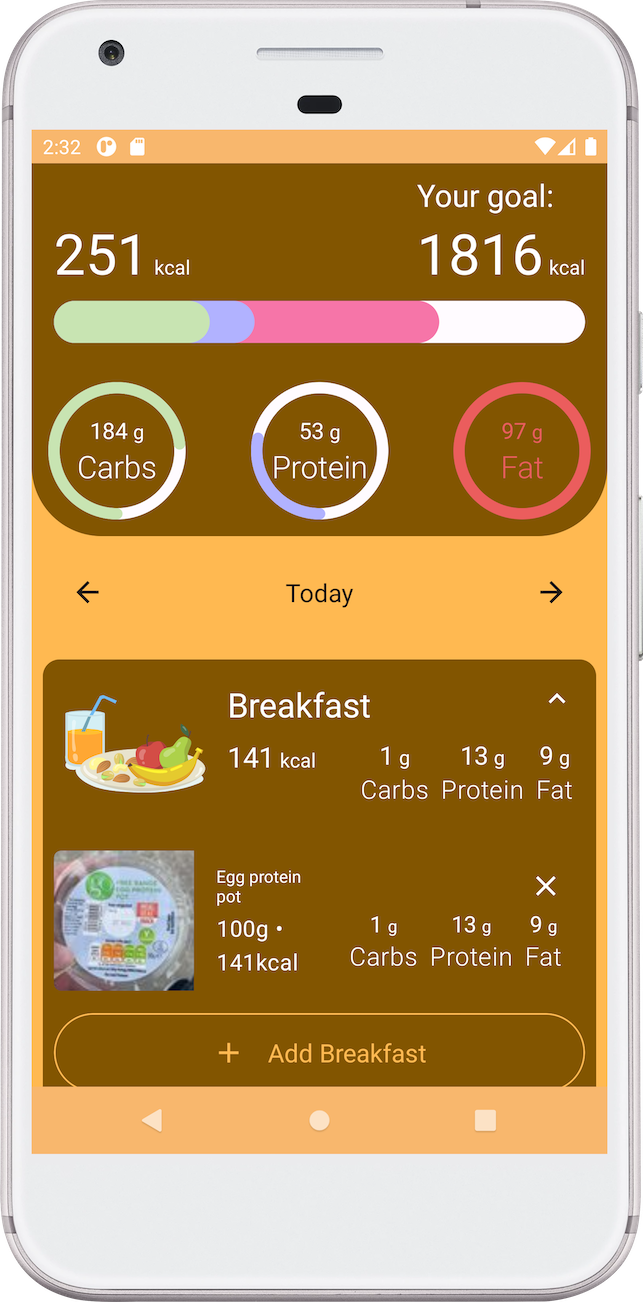 2:32
Your goal:
251 kcal
1816 kcal
184 g
Carbs
53 g
Protein
97 g
Fat
Today
Breakfast
141 kcal
1 g
Carbs
13 g
Protein
9 g
Fat
FREE RANGE
EGG PROTEIN
POT
Egg protein
pot
100g •
141kcal
1 g
Carbs
13 g
Protein
9 g
Fat
+ Add Breakfast